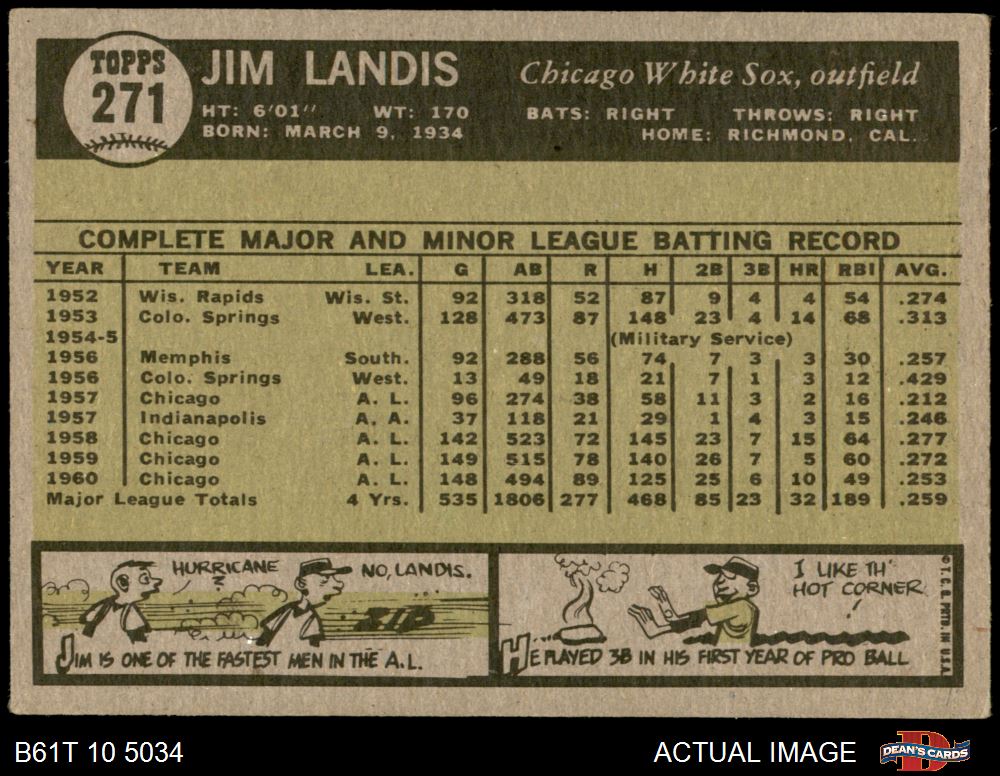 TOPPS
271
JIM LANDIS
Chicago White Sox, outfield
HT: 6'01" WT: 170 BATS: RIGHT THROWS: RIGHT
BORN: MARCH 9, 1934 HOME: RICHMOND, CAL.
COMPLETE MAJOR AND MINOR LEAGUE BATTING RECORD
YEAR TEAM LEA. G AB R H 2B 3B HR RBI AVG.
1952 Wis. Rapids Wis. St. 92 318 52 87 9 4 4 54 .274
1953 Colo. Springs West. 128 473 87 148 23 4 14 68 .313
1954-5 (Military Service)
1956 Memphis South. 92 288 56 74 7 3 3 30 .257
1956 Colo. Springs West. 13 49 18 21 7 1 3 12 .429
1957 Chicago A. L. 96 274 38 58 11 3 2 16 .212
1957 Indianapolis A. A. 37 118 21 29 1 4 3 15 .246
1958 Chicago A. L. 142 523 72 145 23 7 15 64 .277
1959 Chicago A. L. 149 515 78 140 26 7 5 60 .272
1960 Chicago A. L. 148 494 89 125 25 6 10 49 .253
Major League Totals 4 Yrs. 535 1806 277 468 85 23 32 189 .259
HURRICANE
?
NO, LANDIS.
ZIP
JIM IS ONE OF THE FASTEST MEN IN THE A.L.
I LIKE TH'
HOT CORNER
!
HE PLAYED 3B IN HIS FIRST YEAR OF PRO BALL
© T. C. G. PRTD. IN U.S.A.
B61T 10 5034
ACTUAL IMAGE
DEAN'S CARDS